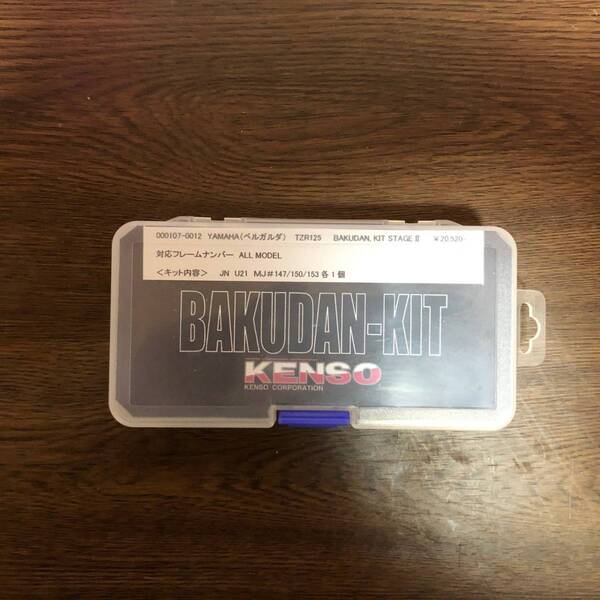 000107-0012 YAMAHA(ベルガルダ) TZR125 BAKUDAN, KIT STAGEⅡ ¥20,520-
対応フレームナンバー ALL MODEL
<キット内容> JN U21 MJ#147/150/153 各1個
BAKUDAN-KIT
KENSO
KENSO CORPORATION